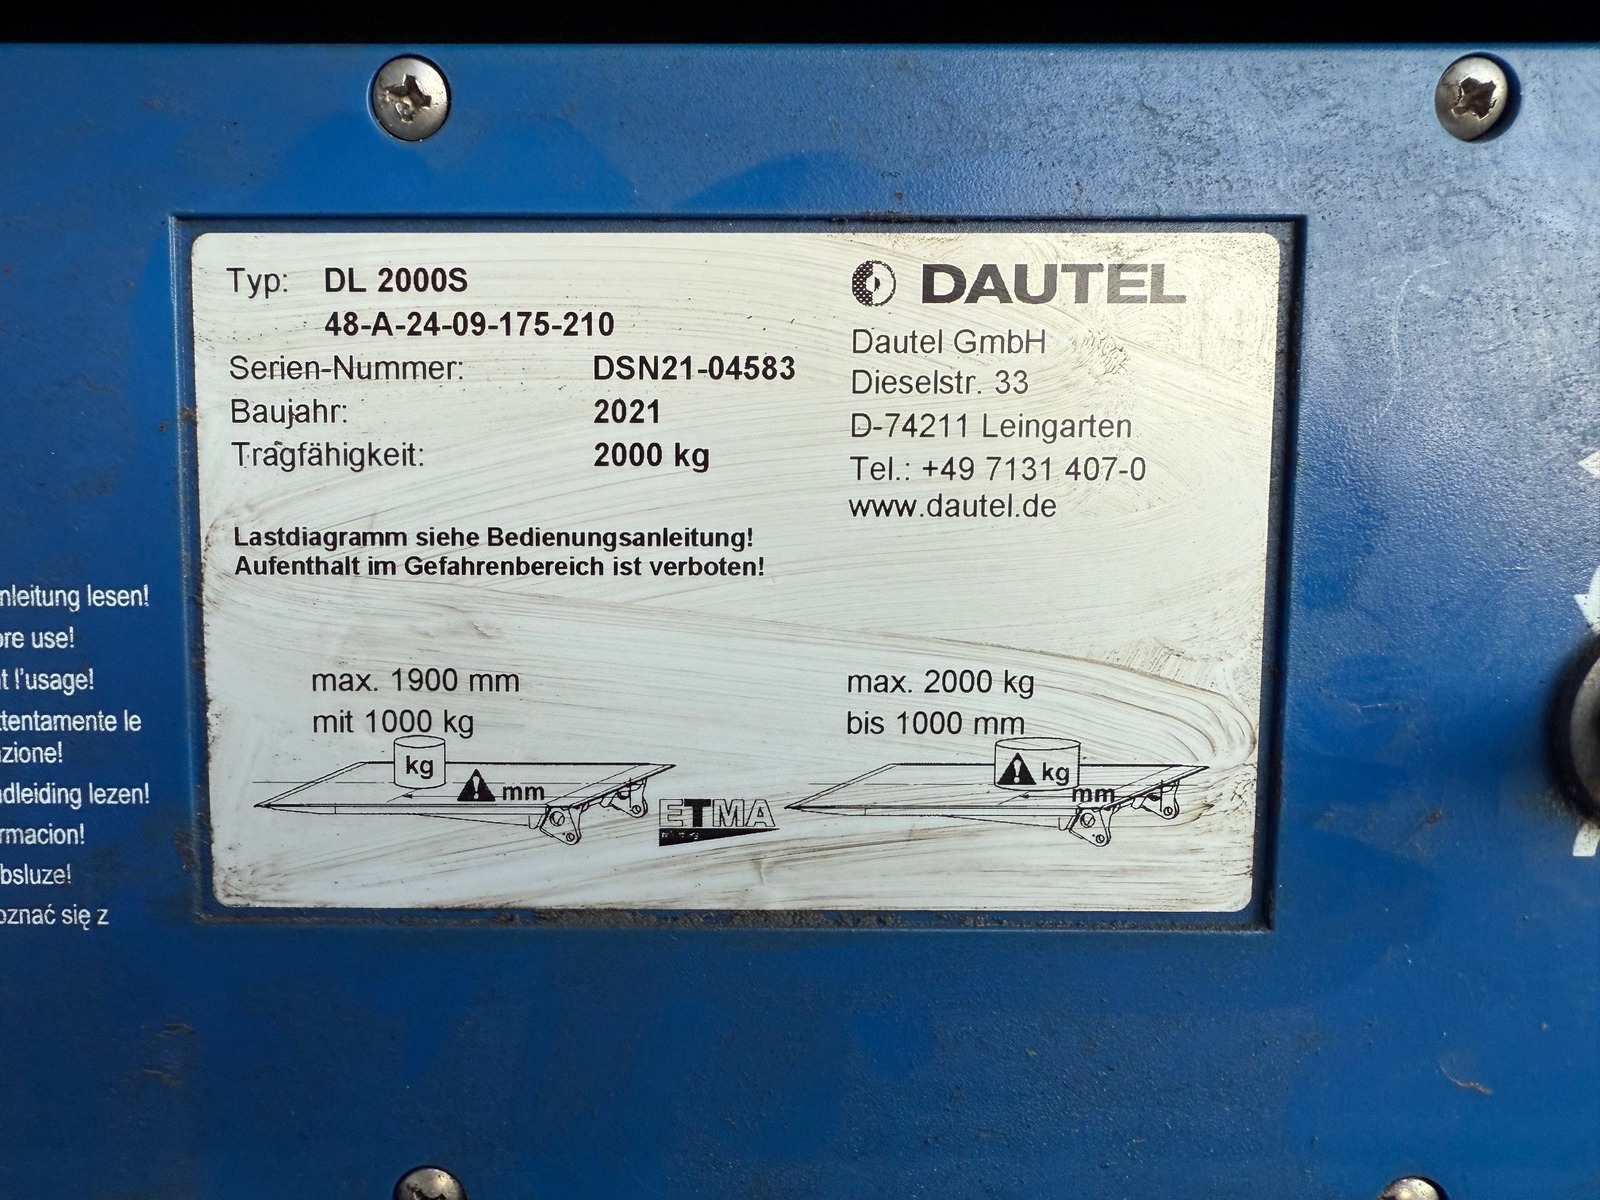 Typ: DL 2000S
48-A-24-09-175-210
Serien-Nummer: DSN21-04583
Baujahr: 2021
Tragfähigkeit: 2000 kg
Lastdiagramm siehe Bedienungsanleitung!
Aufenthalt im Gefahrenbereich ist verboten!
DAUTEL
Dautel GmbH
Dieselstr. 33
D-74211 Leingarten
Tel.: +49 7131 407-0
www.dautel.de
max. 1900 mm
mit 1000 kg
kg
mm
ETMA
max. 2000 kg
bis 1000 mm
kg
mm
nleitung lesen!
ore use!
t l'usage!
ttentamente le
zione!
dleiding lezen!
rmacion!
bsluze!
oznać się z